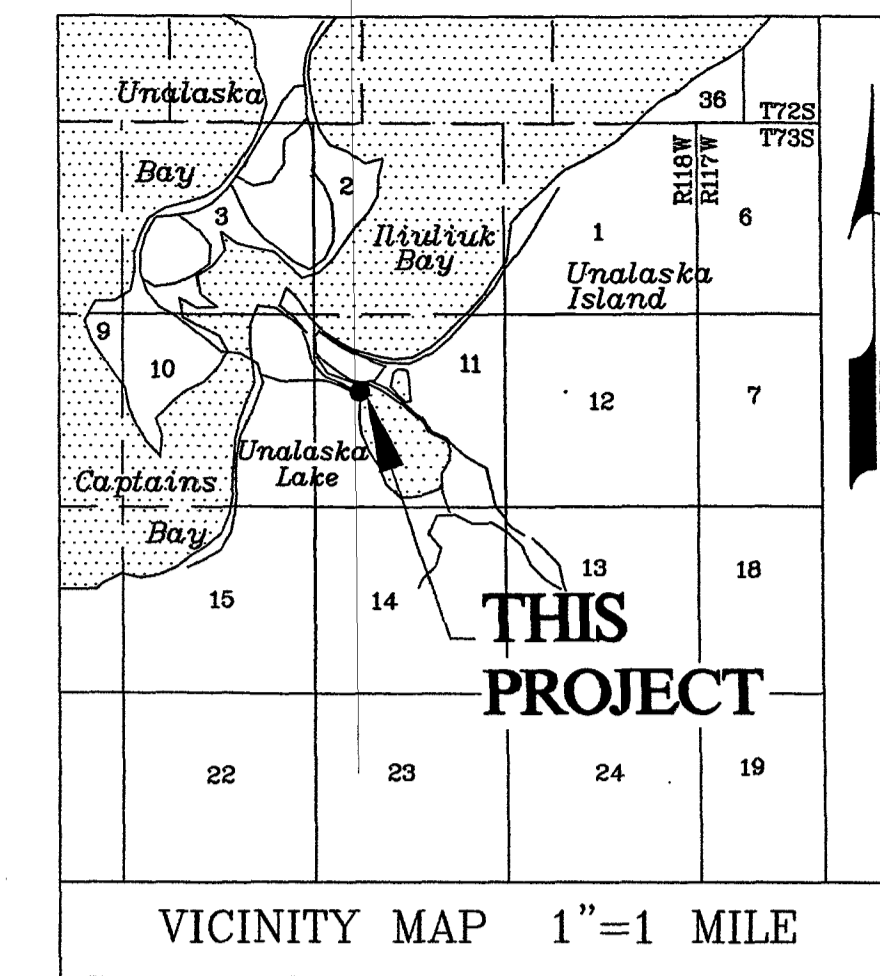 36
T72S
Unalaska
T73S
R118W
R117W
Bay
2
3
6
Iliuliuk
1
Bay
Unalaska
Island
9
11
10
12
7
Unalaska
Lake
Captains
Bay
13
18
15
14
THIS
PROJECT
22
23
24
19
VICINITY MAP 1"=1 MILE